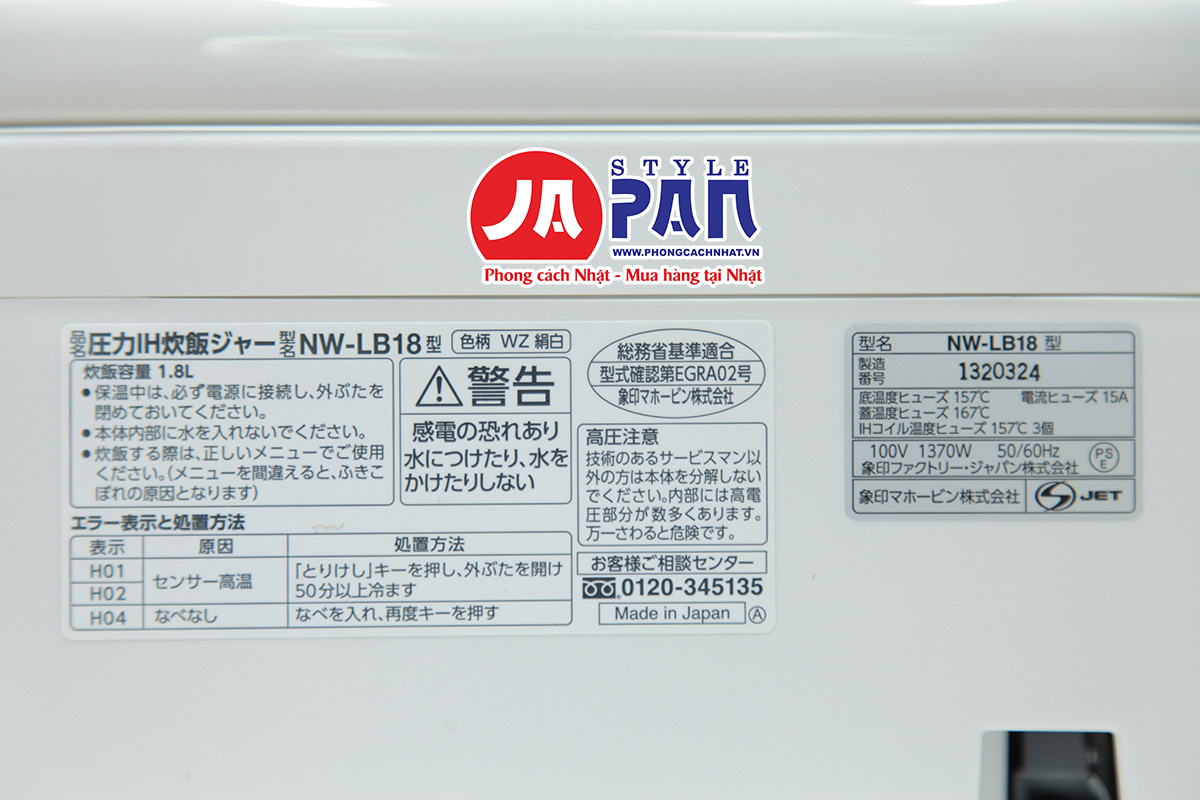 STYLE
JAPAN
WWW.PHONGCACHNHAT.VN
Phong cách Nhật - Mua hàng tại Nhật
品名 圧力IH炊飯ジャー 型名 NW-LB18 型 色柄 WZ 絹白
炊飯容量 1.8L
●保温中は、必ず電源に接続し、外ぶたを
閉めておいてください。
●本体内部に水を入れないでください。
●炊飯する際は、正しいメニューでご使用
ください。(メニューを間違えると、ふきこ
ぼれの原因となります)
警告
感電の恐れあり
水につけたり、水を
かけたりしない
エラー表示と処置方法
表示 原因 処置方法
H01
H02
センサー高温
「とりけし」キーを押し、外ぶたを開け
50分以上冷ます
H04 なべなし なべを入れ、再度キーを押す
総務省基準適合
型式確認第EGRA02号
象印マホービン株式会社
高圧注意
技術のあるサービスマン以
外の方は本体を分解しない
でください。内部には高電
圧部分が数多くあります。
万一さわると危険です。
お客様ご相談センター
0120-345135
Made in Japan Ⓐ
型名 NW-LB18 型
製造
番号
1320324
底温度ヒューズ 157℃ 電流ヒューズ 15A
蓋温度ヒューズ 167℃
IHコイル温度ヒューズ 157℃ 3個
100V 1370W 50/60Hz
象印ファクトリー・ジャパン株式会社
PS
E
象印マホービン株式会社 JET